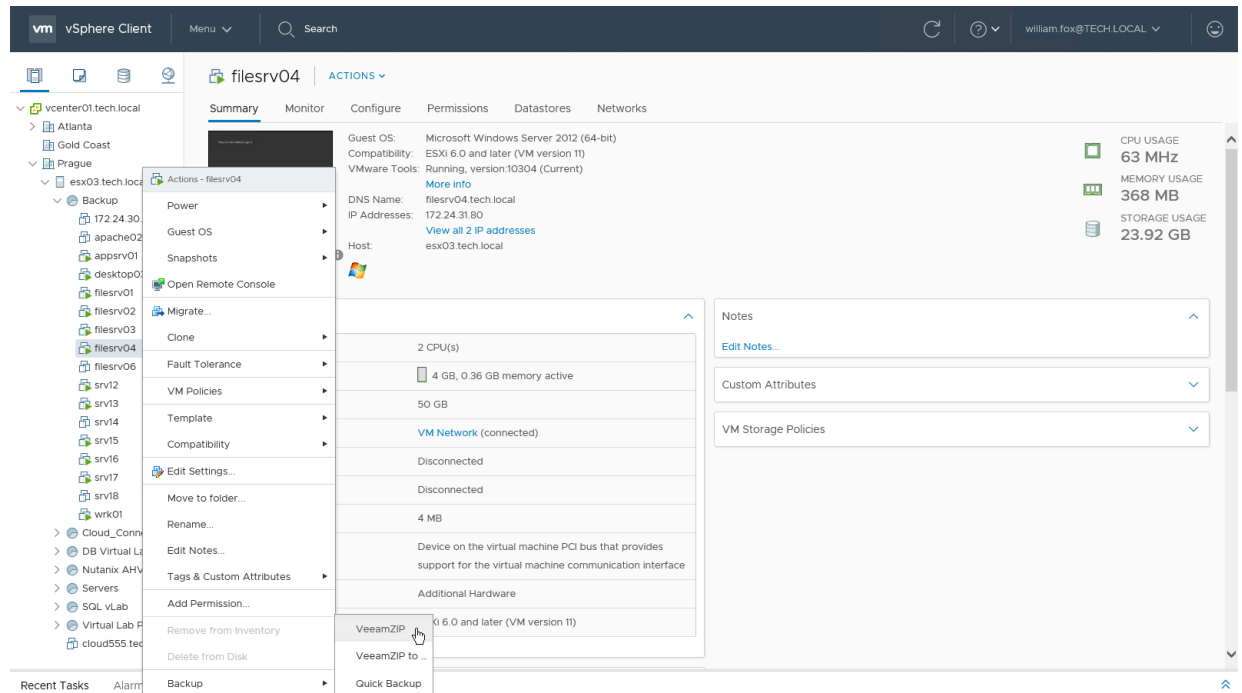 vm vSphere Client Menu Search william.fox@TECH.LOCAL
filesrv04 ACTIONS
Summary Monitor Configure Permissions Datastores Networks
vcenter01.tech.local
Atlanta
Gold Coast
Prague
esx03.tech.loca
Backup
172.24.30.
apache02
appsrv01
desktop03
filesrv01
filesrv02
filesrv03
filesrv04
filesrv06
srv12
srv13
srv14
srv15
srv16
srv17
srv18
wrk01
Cloud_Conn
DB Virtual La
Nutanix AHV
Servers
SQL vLab
Virtual Lab P
cloud555.tec
Actions - filesrv04
Power
Guest OS
Snapshots
Open Remote Console
Migrate...
Clone
Fault Tolerance
VM Policies
Template
Compatibility
Edit Settings...
Move to folder...
Rename...
Edit Notes...
Tags & Custom Attributes
Add Permission...
Remove from Inventory
Delete from Disk
Backup
VeeamZIP
VeeamZIP to ...
Quick Backup
Guest OS: Microsoft Windows Server 2012 (64-bit)
Compatibility: ESXi 6.0 and later (VM version 11)
VMware Tools: Running, version:10304 (Current)
More info
DNS Name: filesrv04.tech.local
IP Addresses: 172.24.31.80
View all 2 IP addresses
Host: esx03.tech.local
CPU USAGE
63 MHz
MEMORY USAGE
368 MB
STORAGE USAGE
23.92 GB
2 CPU(s)
4 GB, 0.36 GB memory active
50 GB
VM Network (connected)
Disconnected
Disconnected
4 MB
Device on the virtual machine PCI bus that provides
support for the virtual machine communication interface
Additional Hardware
Xi 6.0 and later (VM version 11)
Notes
Edit Notes...
Custom Attributes
VM Storage Policies
Recent Tasks Alarm